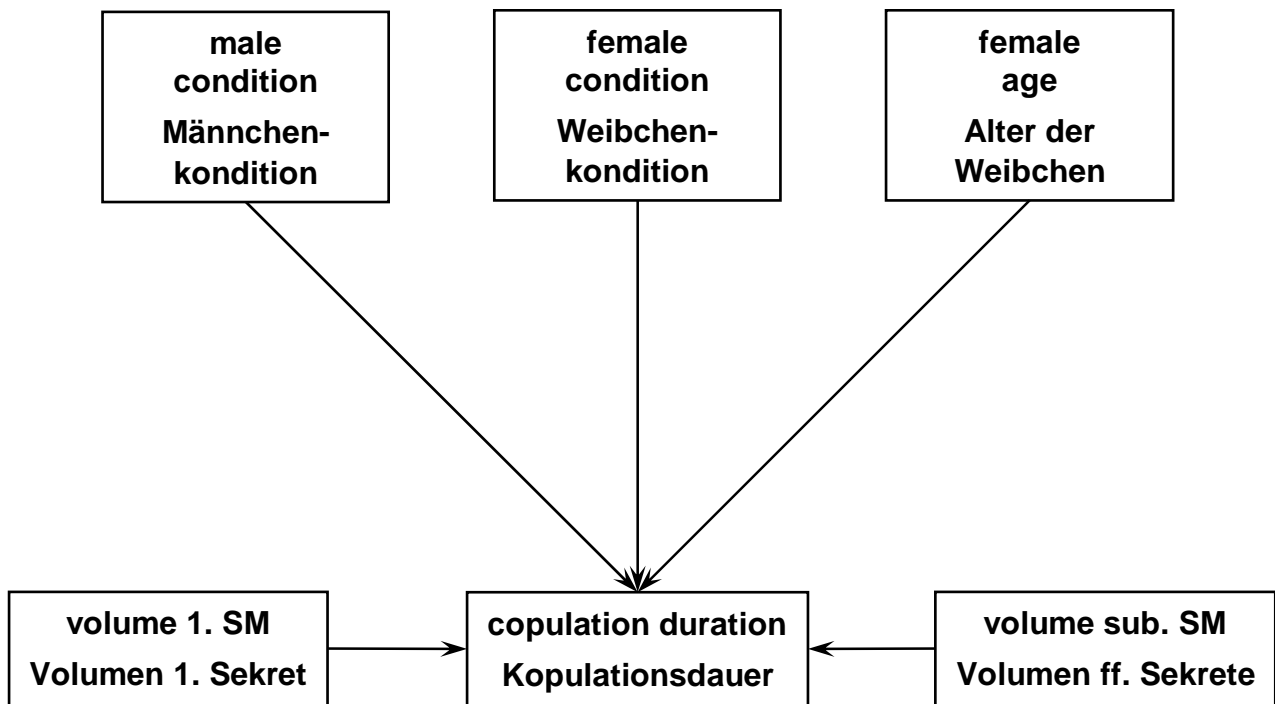 male
condition
Männchen-
kondition
female
condition
Weibchen-
kondition
female
age
Alter der
Weibchen
volume 1. SM
Volumen 1. Sekret
copulation duration
Kopulationsdauer
volume sub. SM
Volumen ff. Sekrete